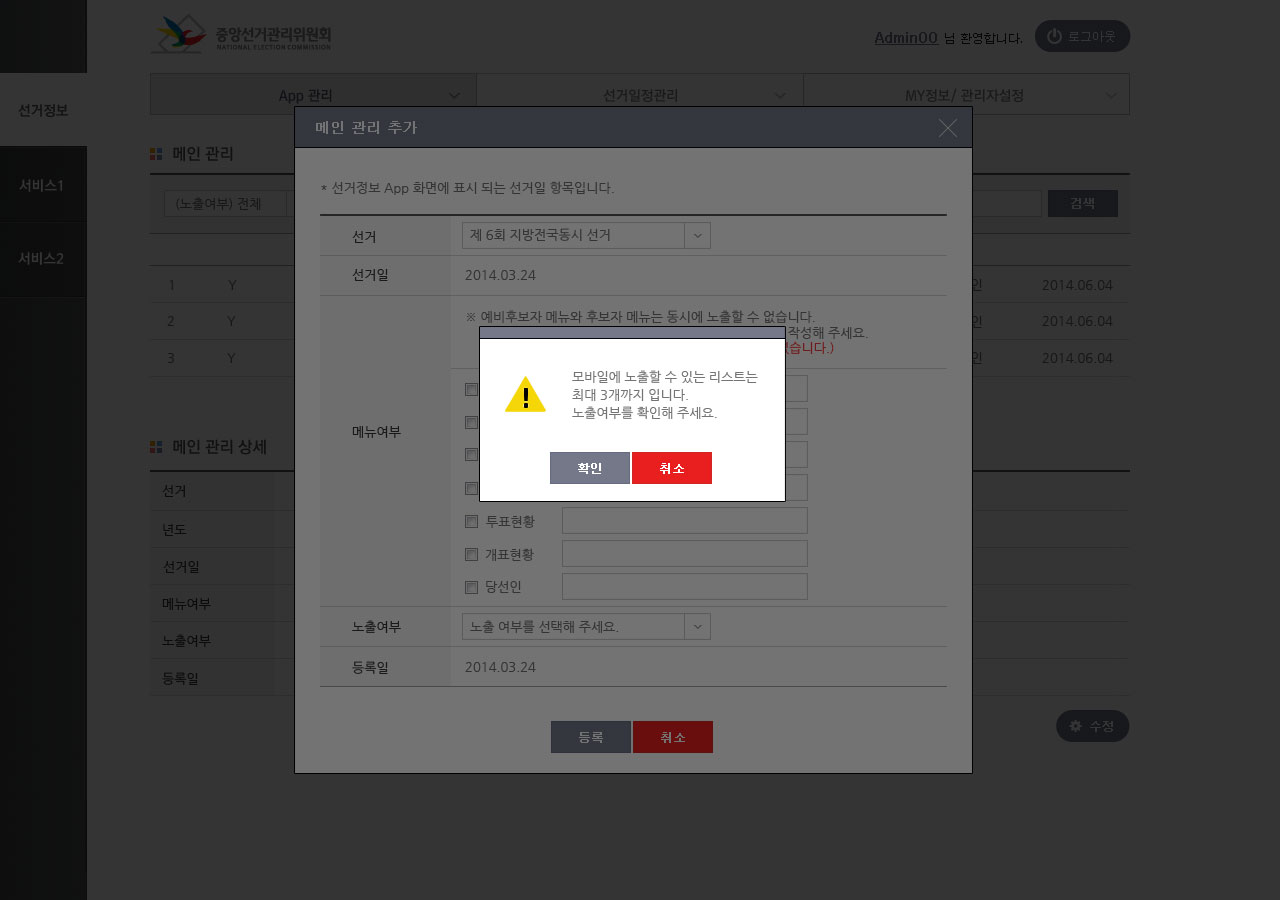 중앙선거관리위원회
NATIONAL ELECTION COMMISSION
Admin00 님 환영합니다.
로그아웃
선거정보
서비스1
서비스2
App 관리
선거일정관리
MY정보/ 관리자설정
메인 관리
(노출여부) 전체
검색
1 Y 인 2014.06.04
2 Y 인 2014.06.04
3 Y 인 2014.06.04
메인 관리 상세
선거
년도
선거일
메뉴여부
노출여부
등록일
수정
메인 관리 추가
* 선거정보 App 화면에 표시 되는 선거일 항목입니다.
선거 제 6회 지방전국동시 선거
선거일 2014.03.24
메뉴여부
※ 예비후보자 메뉴와 후보자 메뉴는 동시에 노출할 수 없습니다.
작성해 주세요.
습니다.)
투표현황
개표현황
당선인
노출여부 노출 여부를 선택해 주세요.
등록일 2014.03.24
등록
취소
모바일에 노출할 수 있는 리스트는
최대 3개까지 입니다.
노출여부를 확인해 주세요.
확인
취소